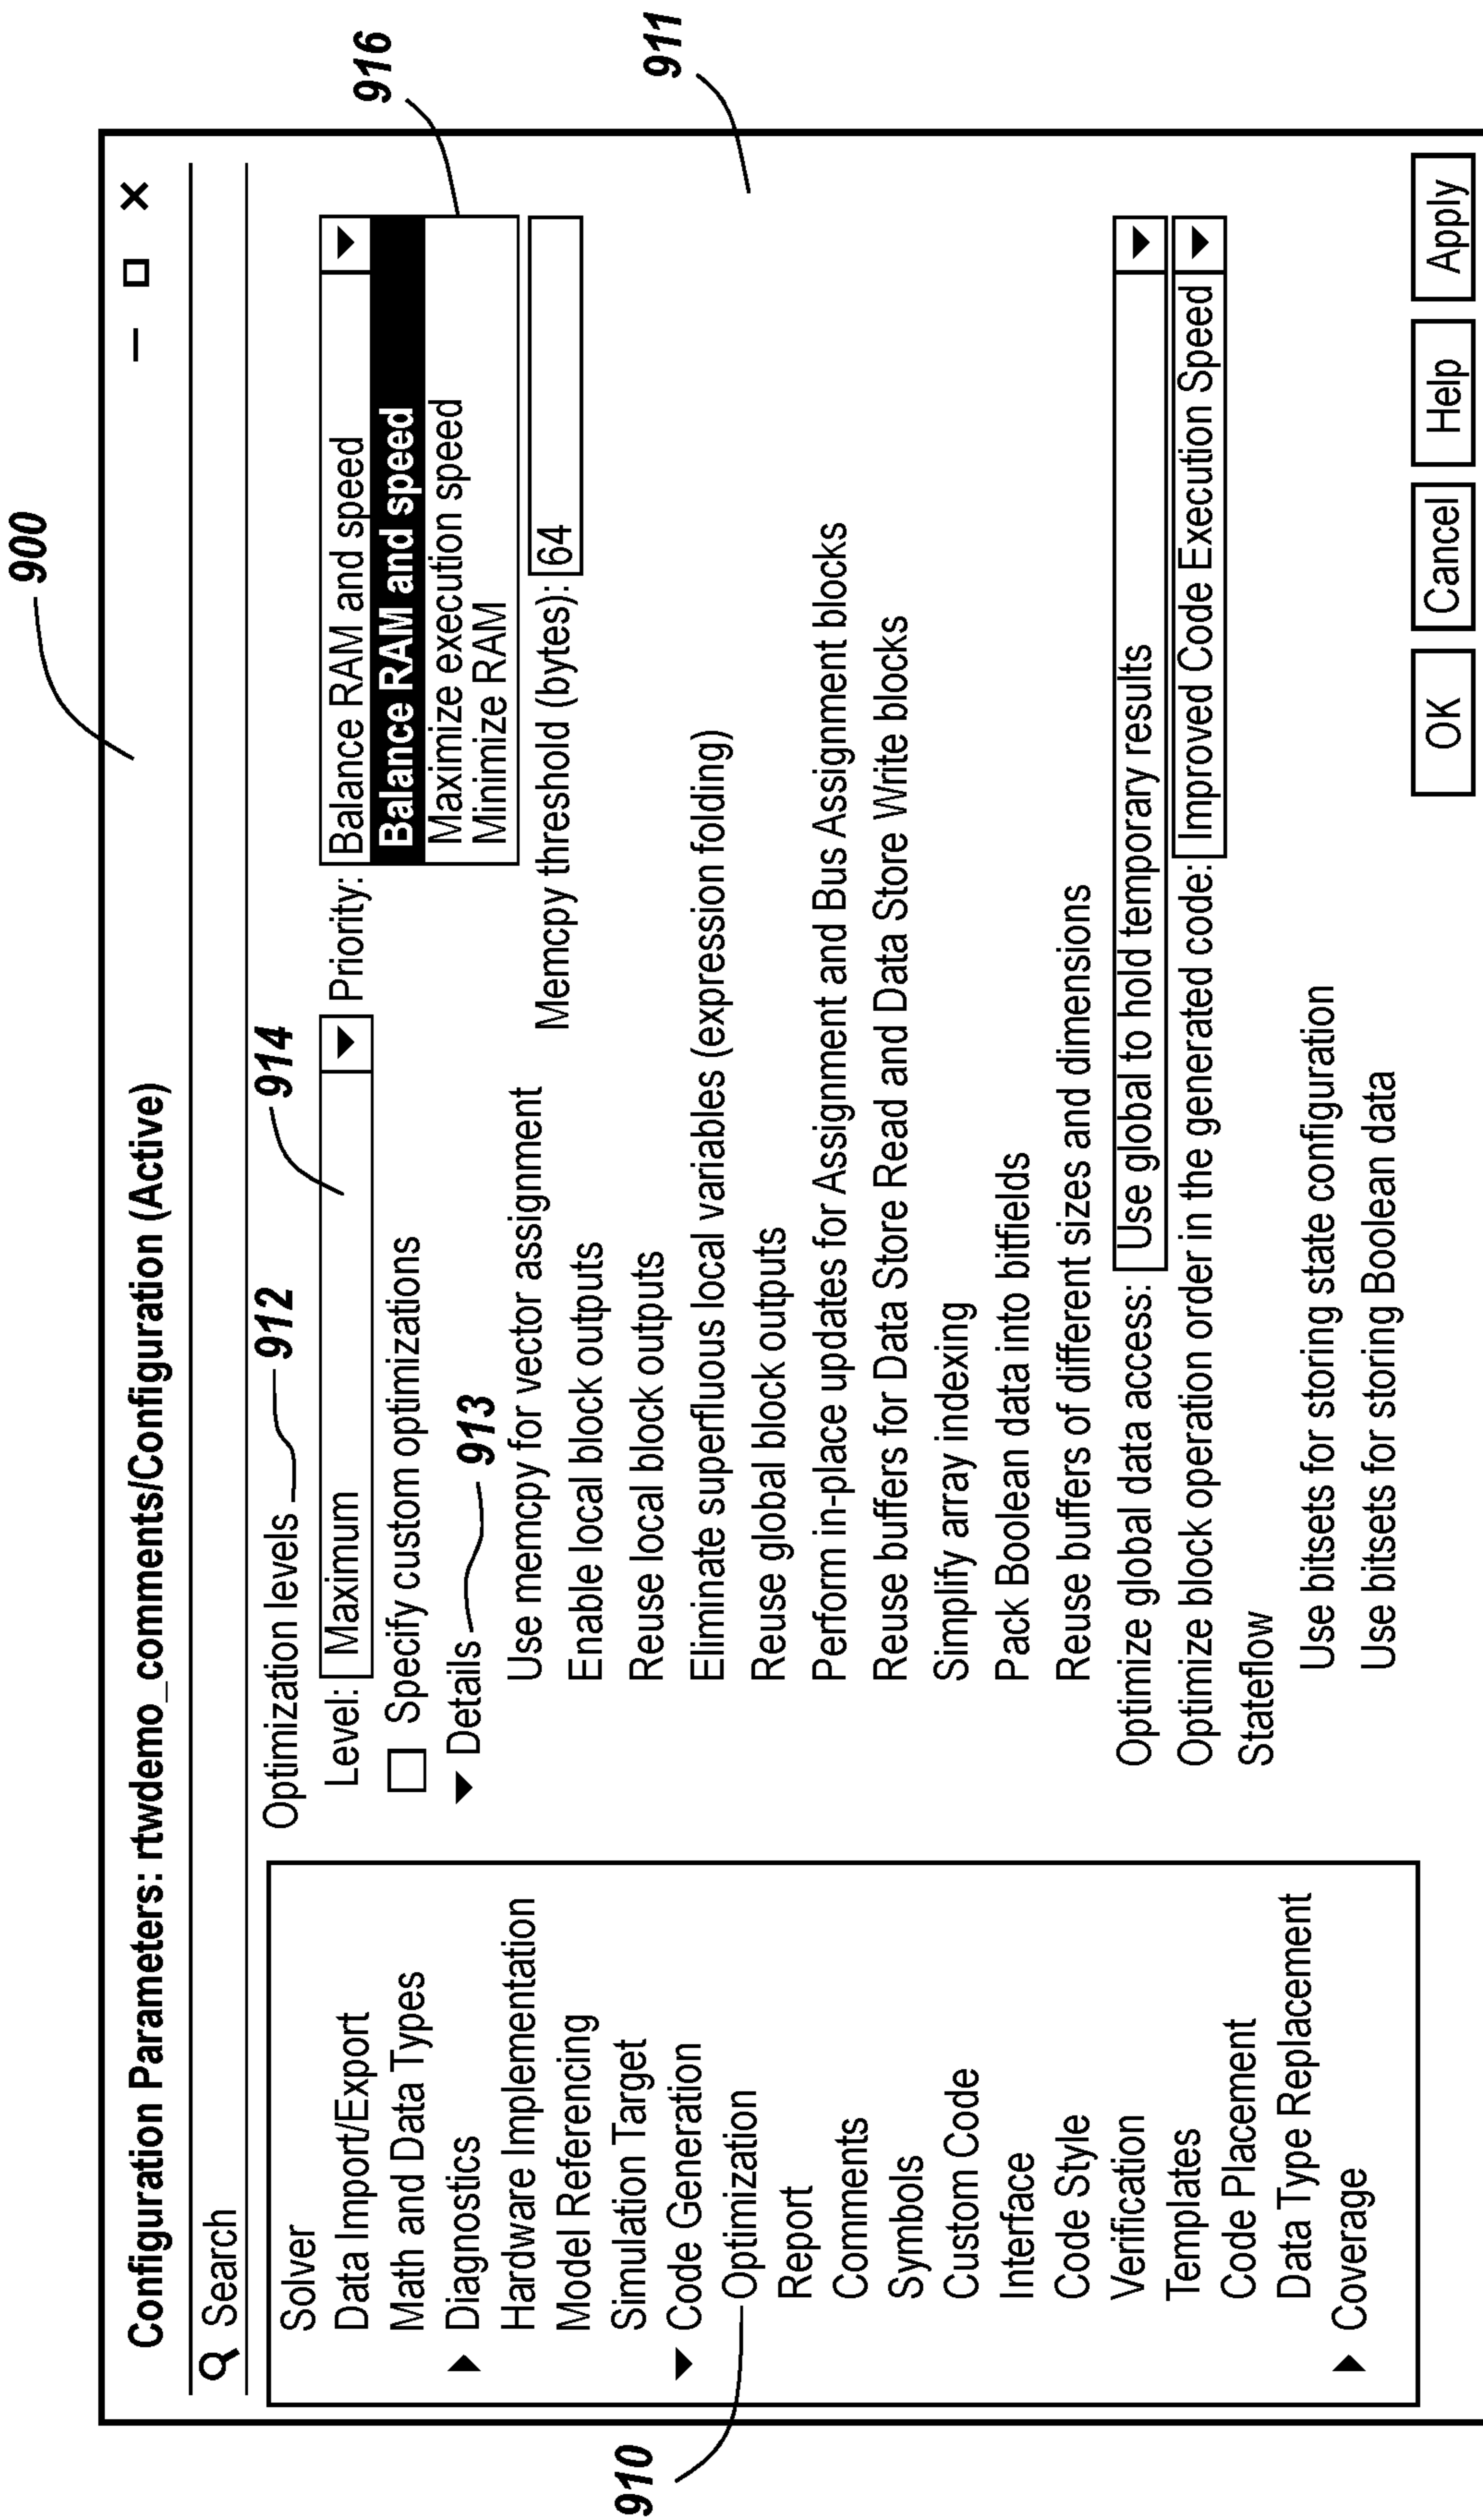 900
Configuration Parameters: rtwdemo_comments/Configuration (Active)
Search
910
Solver
Data Import/Export
Math and Data Types
Diagnostics
Hardware Implementation
Model Referencing
Simulation Target
Code Generation
Optimization
Report
Comments
Symbols
Custom Code
Interface
Code Style
Verification
Templates
Code Placement
Data Type Replacement
Coverage
Optimization levels
912
914
916
Level: Maximum
Priority: Balance RAM and speed
Balance RAM and speed
Maximize execution speed
Minimize RAM
Specify custom optimizations
Details
913
Use memcpy for vector assignment
Memcpy threshold (bytes): 64
Enable local block outputs
Reuse local block outputs
911
Eliminate superfluous local variables (expression folding)
Reuse global block outputs
Perform in-place updates for Assignment and Bus Assignment blocks
Reuse buffers for Data Store Read and Data Store Write blocks
Simplify array indexing
Pack Boolean data into bitfields
Reuse buffers of different sizes and dimensions
Optimize global data access: Use global to hold temporary results
Optimize block operation order in the generated code: Improved Code Execution Speed
Stateflow
Use bitsets for storing state configuration
Use bitsets for storing Boolean data
OK Cancel Help Apply